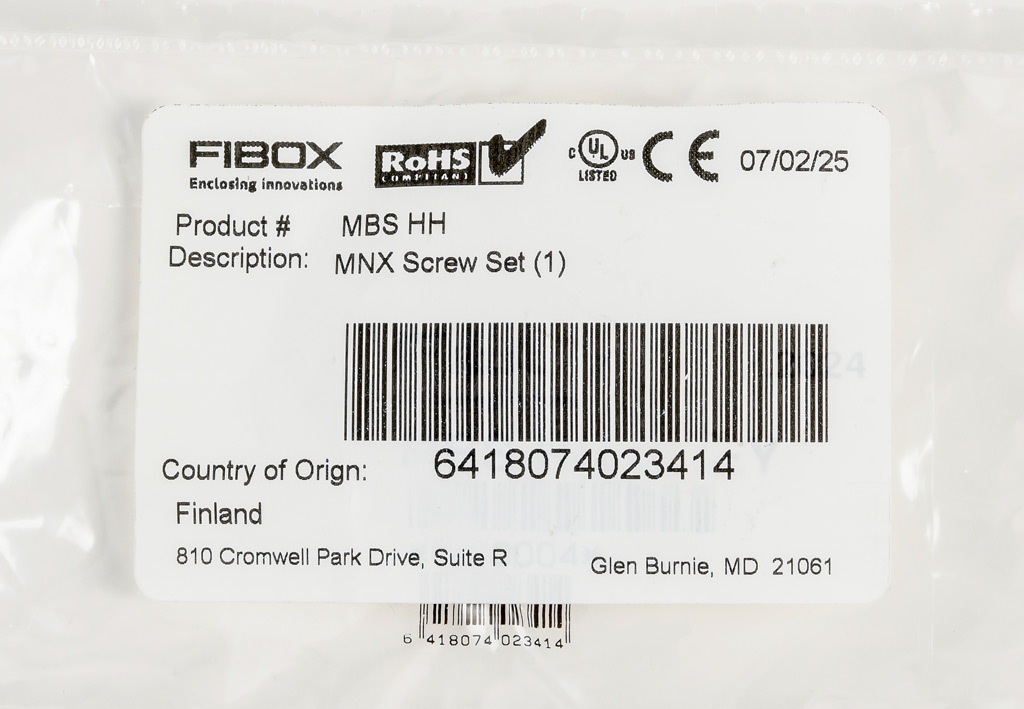 FIBOX
Enclosing innovations
RoHS
COMPLIANT
C UL US
LISTED
CE
07/02/25
Product # MBS HH
Description: MNX Screw Set (1)
6418074023414
Country of Orign:
Finland
810 Cromwell Park Drive, Suite R Glen Burnie, MD 21061
6 418074 023414